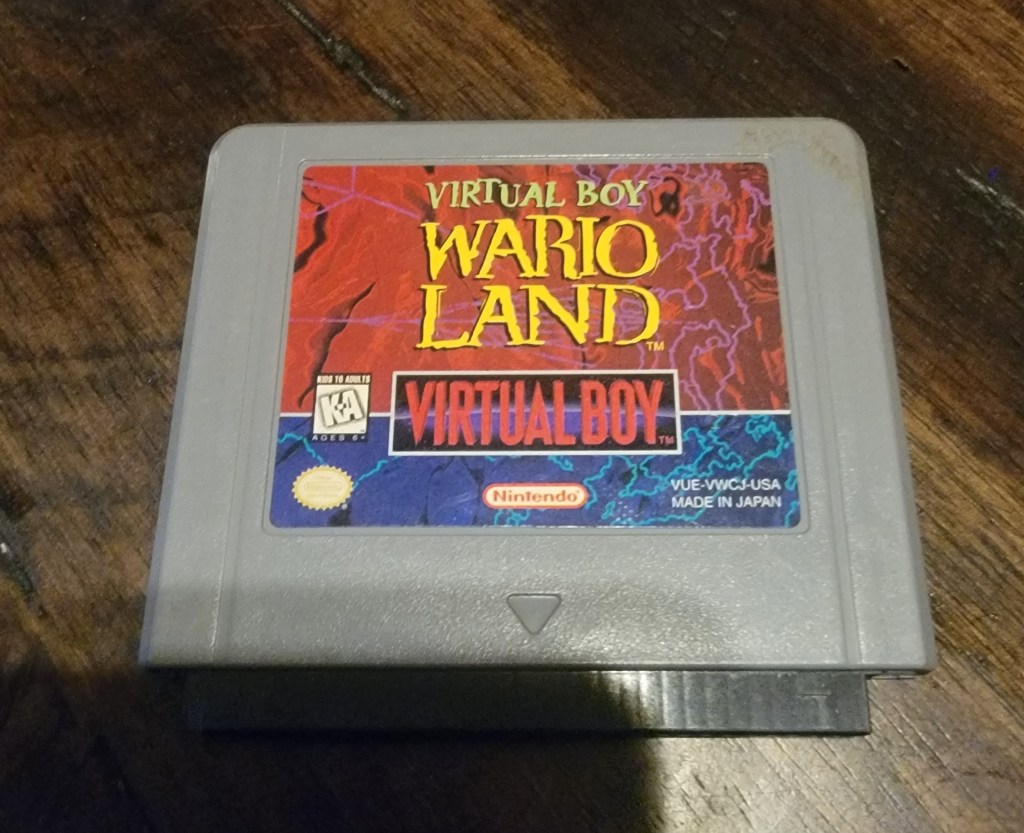 VIRTUAL BOY
WARIO
LAND
TM
KIDS TO ADULTS
K-A
AGES 6+
VIRTUAL BOY
TM
Nintendo®
VUE-VWCJ-USA
MADE IN JAPAN